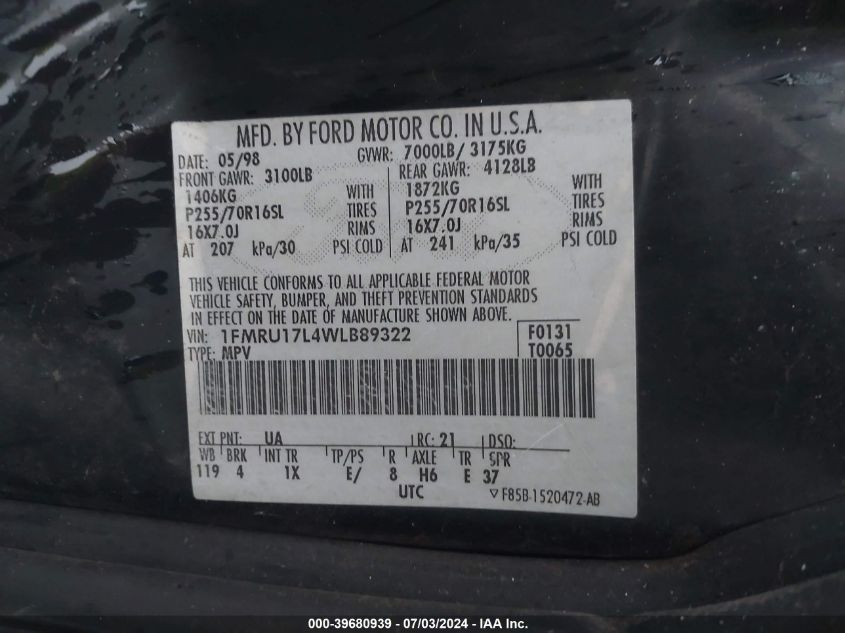 MFD. BY FORD MOTOR CO. IN U.S.A.
DATE: 05/98 GVWR: 7000LB/ 3175KG
FRONT GAWR: 3100LB REAR GAWR: 4128LB
1406KG WITH 1872KG WITH
P255/70R16SL TIRES P255/70R16SL TIRES
16X7.0J RIMS 16X7.0J RIMS
AT 207 kPa/30 PSI COLD AT 241 kPa/35 PSI COLD
THIS VEHICLE CONFORMS TO ALL APPLICABLE FEDERAL MOTOR
VEHICLE SAFETY, BUMPER, AND THEFT PREVENTION STANDARDS
IN EFFECT ON THE DATE OF MANUFACTURE SHOWN ABOVE.
VIN: 1FMRU17L4WLB89322 F0131
TYPE: MPV T0065
EXT PNT: UA RC: 21 DSO:
WB BRK INT TR TP/PS R AXLE TR SPR
119 4 1X E/ 8 H6 E 37
UTC F85B-1520472-AB
000-39680939 - 07/03/2024 - IAA Inc.